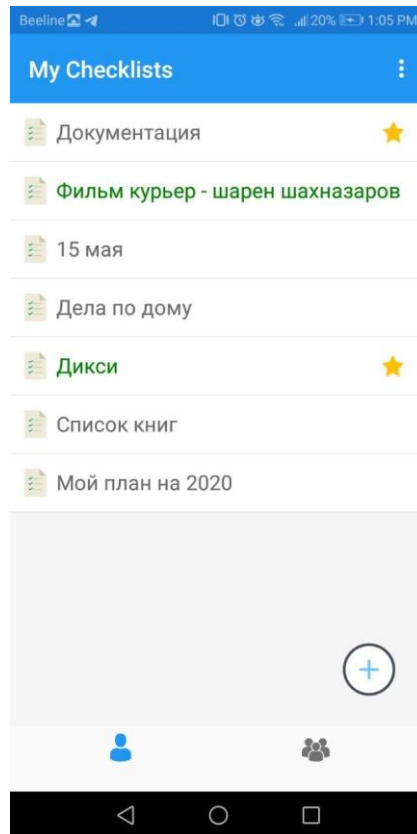 Beeline 20% 1:05 PM
My Checklists
Документация
Фильм курьер - шарен шахназаров
15 мая
Дела по дому
Дикси
Список книг
Мой план на 2020